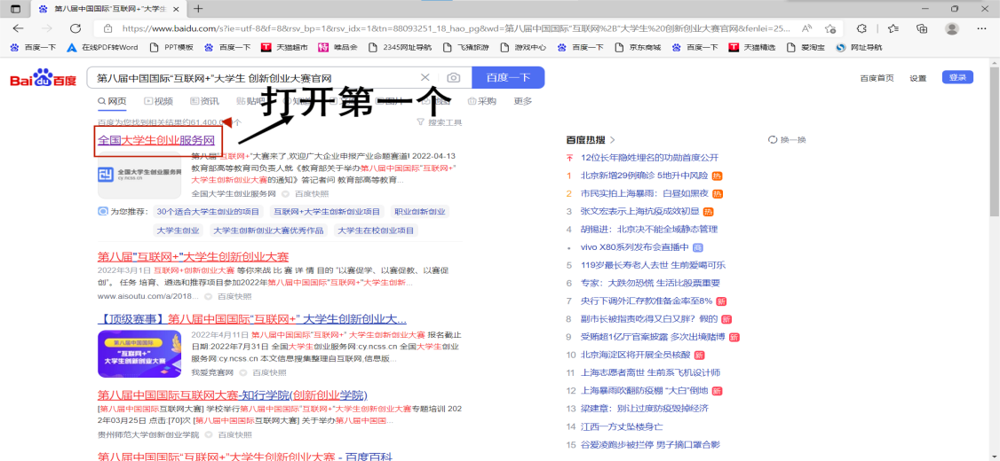 第八届中国国际“互联网+”大学生
https://www.baidu.com/s?ie=utf-8&f=8&rsv_bp=1&rsv_idx=1&tn=88093251_18_hao_pg&wd=第八届中国国际“互联网%2B”大学生%20创新创业大赛官网&fenlei=25...
百度一下 在线PDF转Word PPT模板 百度一下 天猫超市 唯品会 2345网址导航 飞猪旅游 游戏中心 百度一下 京东商城 百度一下 天猫精选 爱淘宝 网址导航
Bai百度 第八届中国国际“互联网+”大学生 创新创业大赛官网 百度一下 百度首页 设置 登录
打开第一个
网页 视频 资讯 贴吧 采购 更多
百度为您找到相关结果约61,400 搜索工具
全国大学生创业服务网
第八届“互联网+”大赛来了,欢迎广大企业申报产业命题赛道! 2022-04-13
教育部高等教育司负责人就《教育部关于举办第八届中国国际“互联网+”
大学生创新创业大赛的通知》答记者问 教育部高等教育...
全国大学生创业服务网
cy.ncss.cn
全国大学生创业服务网 百度快照
为您推荐: 30个适合大学生创业的项目 互联网+大学生创新创业项目 职业创新创业
大学生创业 大学生创新创业大赛优秀作品 大学生在校创业项目
第八届"互联网+"大学生创新创业大赛
2022年3月1日 互联网+创新创业大赛 等你来战 比 赛 详 情 目的 “以赛促学、以赛促教、以赛促
创”。 任务 培育、遴选和推荐项目参加2022年第八届中国国际“互联网+”大学生创新...
www.aisoutu.com/a/2018... 百度快照
【顶级赛事】第八届中国国际“互联网+” 大学生创新创业大...
第八届中国国际
“互联网+”
大学生创新创业大赛
2022年4月11日 第八届中国国际“互联网+” 大学生创新创业大赛 报名截止
日期:2022年7月31日 全国大学生创业服务网:cy.ncss.cn 全国大学生创业
服务网:cy.ncss.cn 本文信息搜集整理自互联网,信息版...
我爱竞赛网 百度快照
第八届中国国际互联网大赛-知行学院(创新创业学院)
[第八届中国国际互联网大赛] 学校举行第八届中国国际“互联网+”大学生创新创业大赛专题培训 202
2年03月25日 点击:[70]次 [第八届中国国际互联网大赛] 关于举办第八届中国国...
贵州师范大学创新创业学院 百度快照
第八届中国国际“互联网+”大学生创新创业大赛 - 百度百科
百度热搜 换一换
12位长年隐姓埋名的功勋首度公开
1 北京新增29例确诊 5地升中风险 热
2 市民实拍上海暴雨：白昼如黑夜 热
3 张文宏表示上海抗疫成效初显 热
4 胡锡进：北京决不能全域静态管理
• vivo X80系列发布会直播中
5 119岁最长寿老人去世 生前爱喝可乐
6 专家：大跌勿恐慌 生活比股票重要
7 央行下调外汇存款准备金率至8% 新
8 副市长被指责吃得又白又胖？假的 新
9 受贿超1亿厅官案披露 多次出境赌博 新
10 北京海淀区将开展全员核酸 新
11 上海志愿者离世 生前系飞机设计师
12 上海暴雨吹翻防疫棚 “大白”倒地 新
13 梁建章：别让过度防疫毁掉经济
14 江西一方丈坠楼身亡
15 谷爱凌跑步被拦停 男子摘口罩合影